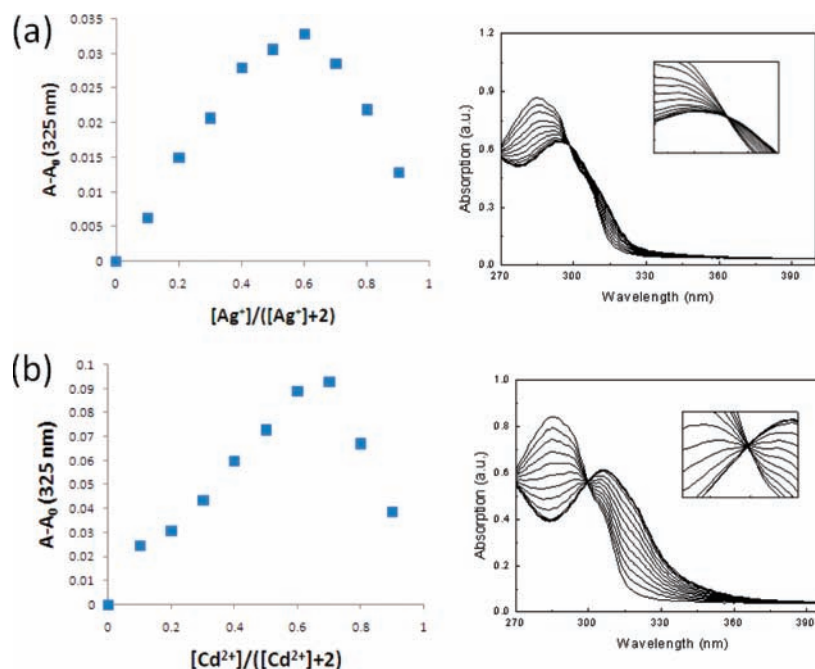 (a)
A-A₀ (325 nm)
0.035
0.03
0.025
0.02
0.015
0.01
0.005
0
0 0.2 0.4 0.6 0.8 1
[Ag⁺]/([Ag⁺]+2)
Absorption (a.u.)
1.2
0.9
0.6
0.3
0.0
270 300 330 360 390
Wavelength (nm)
(b)
A-A₀ (325 nm)
0.1
0.09
0.08
0.07
0.06
0.05
0.04
0.03
0.02
0.01
0
0 0.2 0.4 0.6 0.8 1
[Cd²⁺]/([Cd²⁺]+2)
Absorption (a.u.)
1.0
0.8
0.6
0.4
0.2
0.0
270 300 330 360 390
Wavelength (nm)